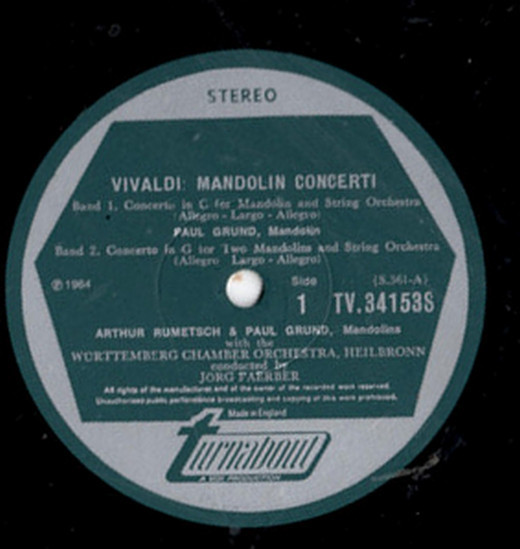 STEREO
VIVALDI: MANDOLIN CONCERTI
Band 1. Concerto in C for Mandolin and String Orchestra
(Allegro - Largo - Allegro)
PAUL GRUND, Mandolin
Band 2. Concerto in G for Two Mandolins and String Orchestra
(Allegro - Largo - Allegro)
℗ 1964
Side
1
(S.361-A)
TV.34153S
ARTHUR RUMETSCH & PAUL GRUND, Mandolins
with the
WURTTEMBERG CHAMBER ORCHESTRA, HEILBRONN
conducted by
JORG FAERBER
All rights of the manufacturer and of the owner of the recorded work reserved.
Unauthorised public performance broadcasting and copying of this work prohibited.
Made in England
turnabout
A VOX PRODUCTION